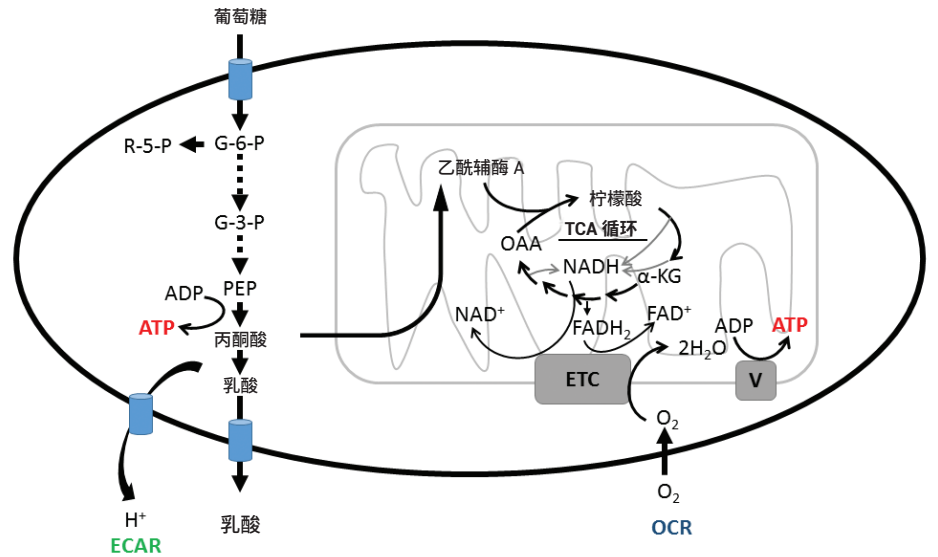 葡萄糖
R-5-P
G-6-P
G-3-P
ADP
PEP
ATP
丙酮酸
乳酸
H⁺
ECAR
乳酸
乙酰辅酶 A
柠檬酸
TCA 循环
OAA
NADH
α-KG
NAD⁺
FADH₂
FAD⁺
ADP
ATP
2H₂O
ETC
V
O₂
O₂
OCR